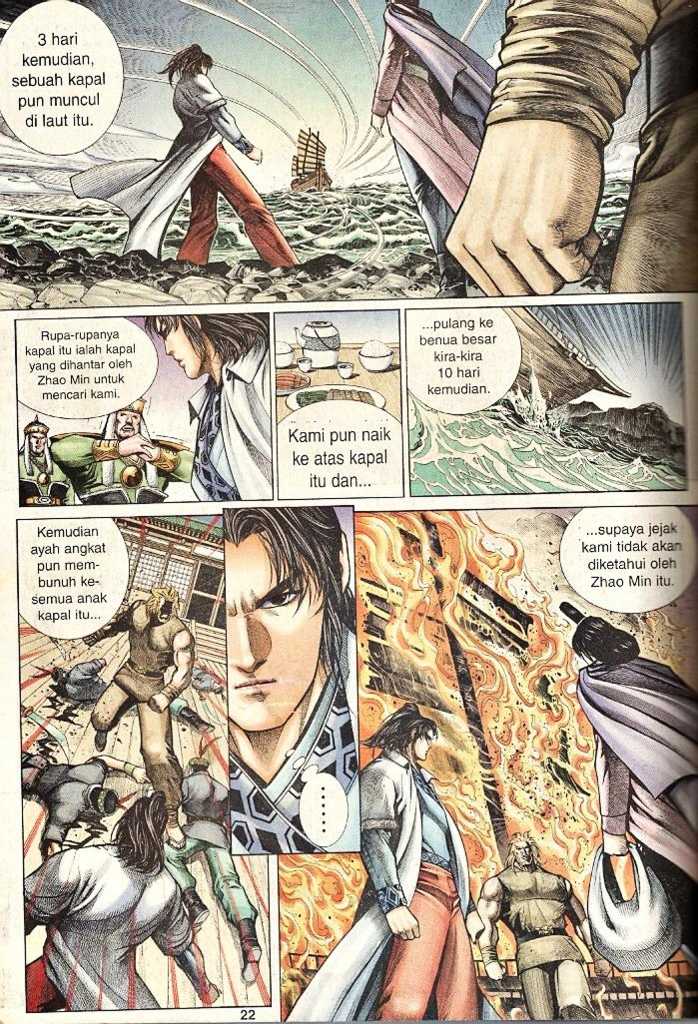 3 hari
kemudian,
sebuah kapal
pun muncul
di laut itu.
Rupa-rupanya
kapal itu ialah kapal
yang dihantar oleh
Zhao Min untuk
mencari kami.
Kami pun naik
ke atas kapal
itu dan...
...pulang ke
benua besar
kira-kira
10 hari
kemudian.
Kemudian
ayah angkat
pun mem-
bunuh ke-
semua anak
kapal itu...
.....
...supaya jejak
kami tidak akan
diketahui oleh
Zhao Min itu.
22